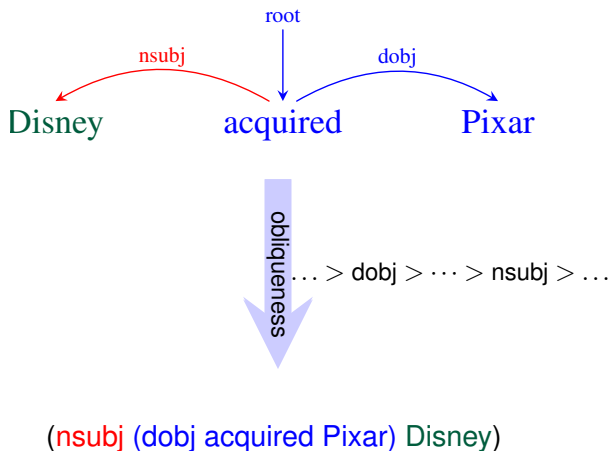 root
nsubj
dobj
Disney acquired Pixar
obliqueness
… > dobj > ⋯ > nsubj > …
(nsubj (dobj acquired Pixar) Disney)